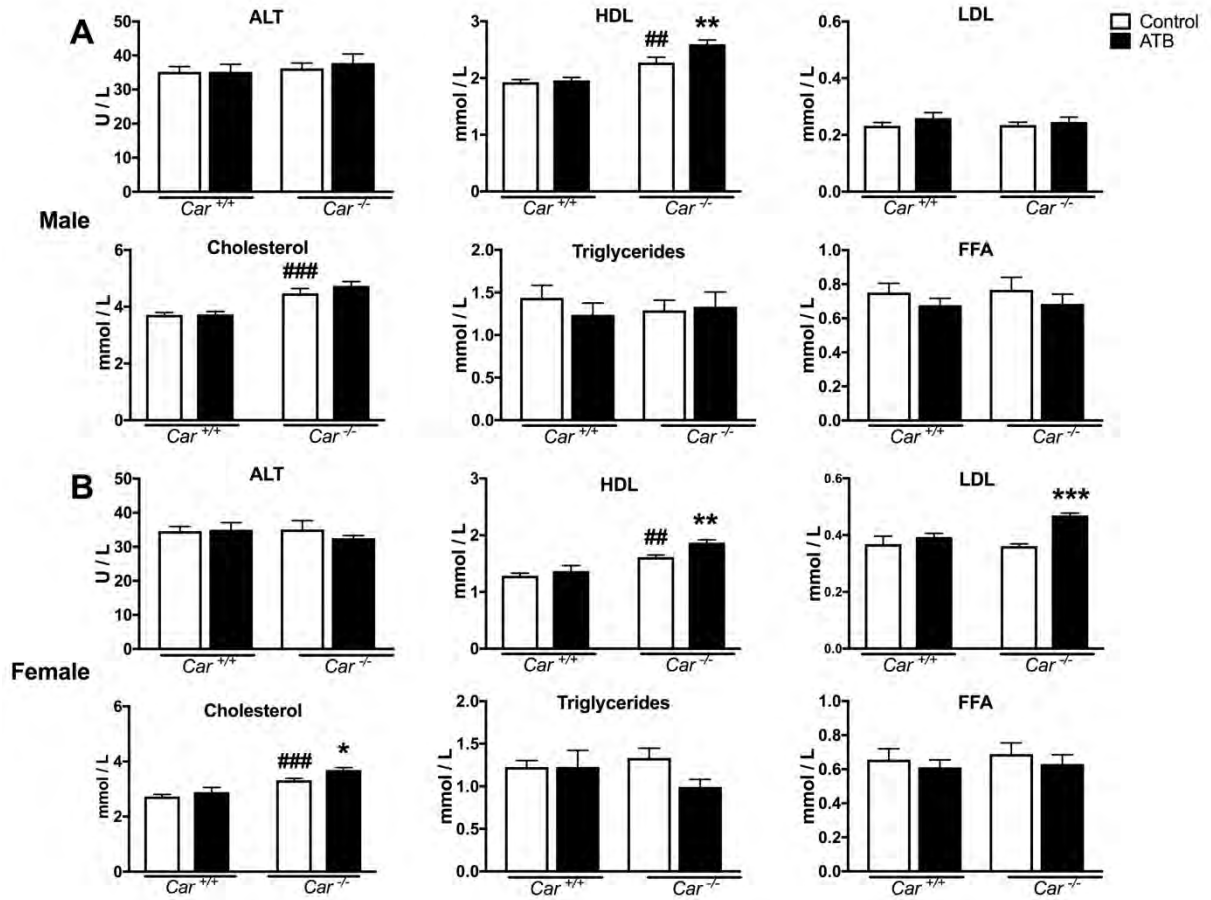 A
ALT
50
40
30
20
10
0
U / L
Car +/+
Car -/-
HDL
3
2
1
0
mmol / L
##
**
Car +/+
Car -/-
LDL
0.6
0.4
0.2
0.0
mmol / L
Car +/+
Car -/-
Control
ATB
Male
Cholesterol
6
4
2
0
mmol / L
###
Car +/+
Car -/-
Triglycerides
2.0
1.5
1.0
0.5
0.0
mmol / L
Car +/+
Car -/-
FFA
1.0
0.8
0.6
0.4
0.2
0.0
mmol / L
Car +/+
Car -/-
B
ALT
50
40
30
20
10
0
U / L
Car +/+
Car -/-
HDL
3
2
1
0
mmol / L
##
**
Car +/+
Car -/-
LDL
0.6
0.4
0.2
0.0
mmol / L
***
Car +/+
Car -/-
Female
Cholesterol
6
4
2
0
mmol / L
###
*
Car +/+
Car -/-
Triglycerides
2.0
1.5
1.0
0.5
0.0
mmol / L
Car +/+
Car -/-
FFA
1.0
0.8
0.6
0.4
0.2
0.0
mmol / L
Car +/+
Car -/-